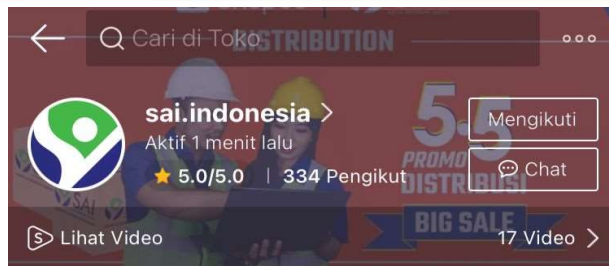 Cari di Toko
DISTRIBUTION
sai.indonesia >
Aktif 1 menit lalu
5.0/5.0 | 334 Pengikut
Mengikuti
Chat
5.5
PROMO
DISTRIBUSI
BIG SALE
SAI
Lihat Video
17 Video >